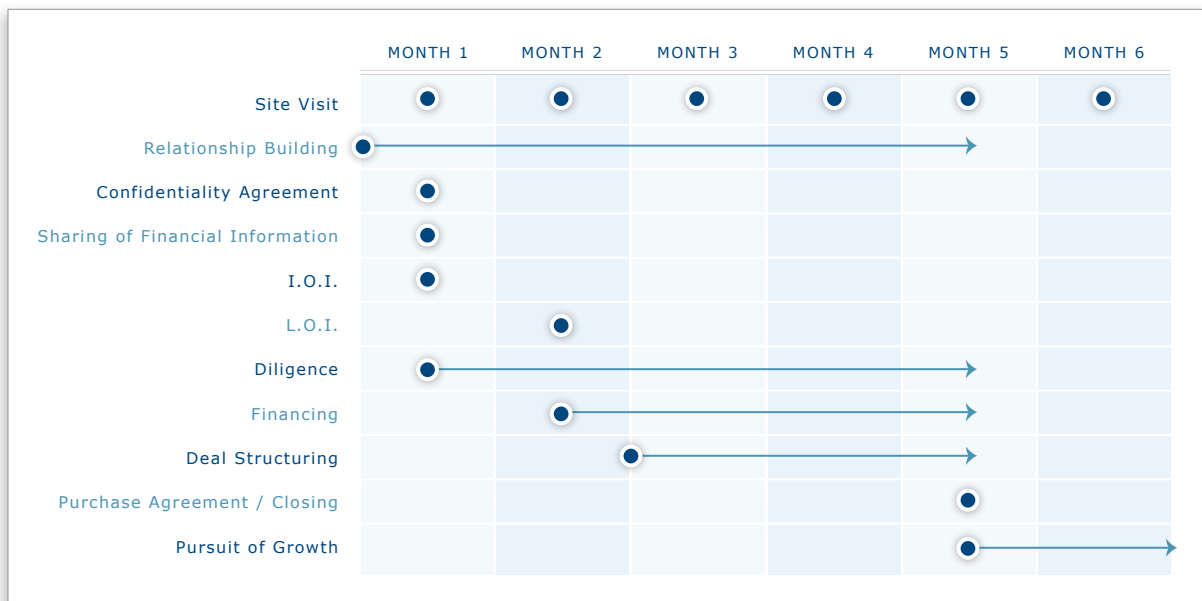 MONTH 1 MONTH 2 MONTH 3 MONTH 4 MONTH 5 MONTH 6
Site Visit
Relationship Building
Confidentiality Agreement
Sharing of Financial Information
I.O.I.
L.O.I.
Diligence
Financing
Deal Structuring
Purchase Agreement / Closing
Pursuit of Growth